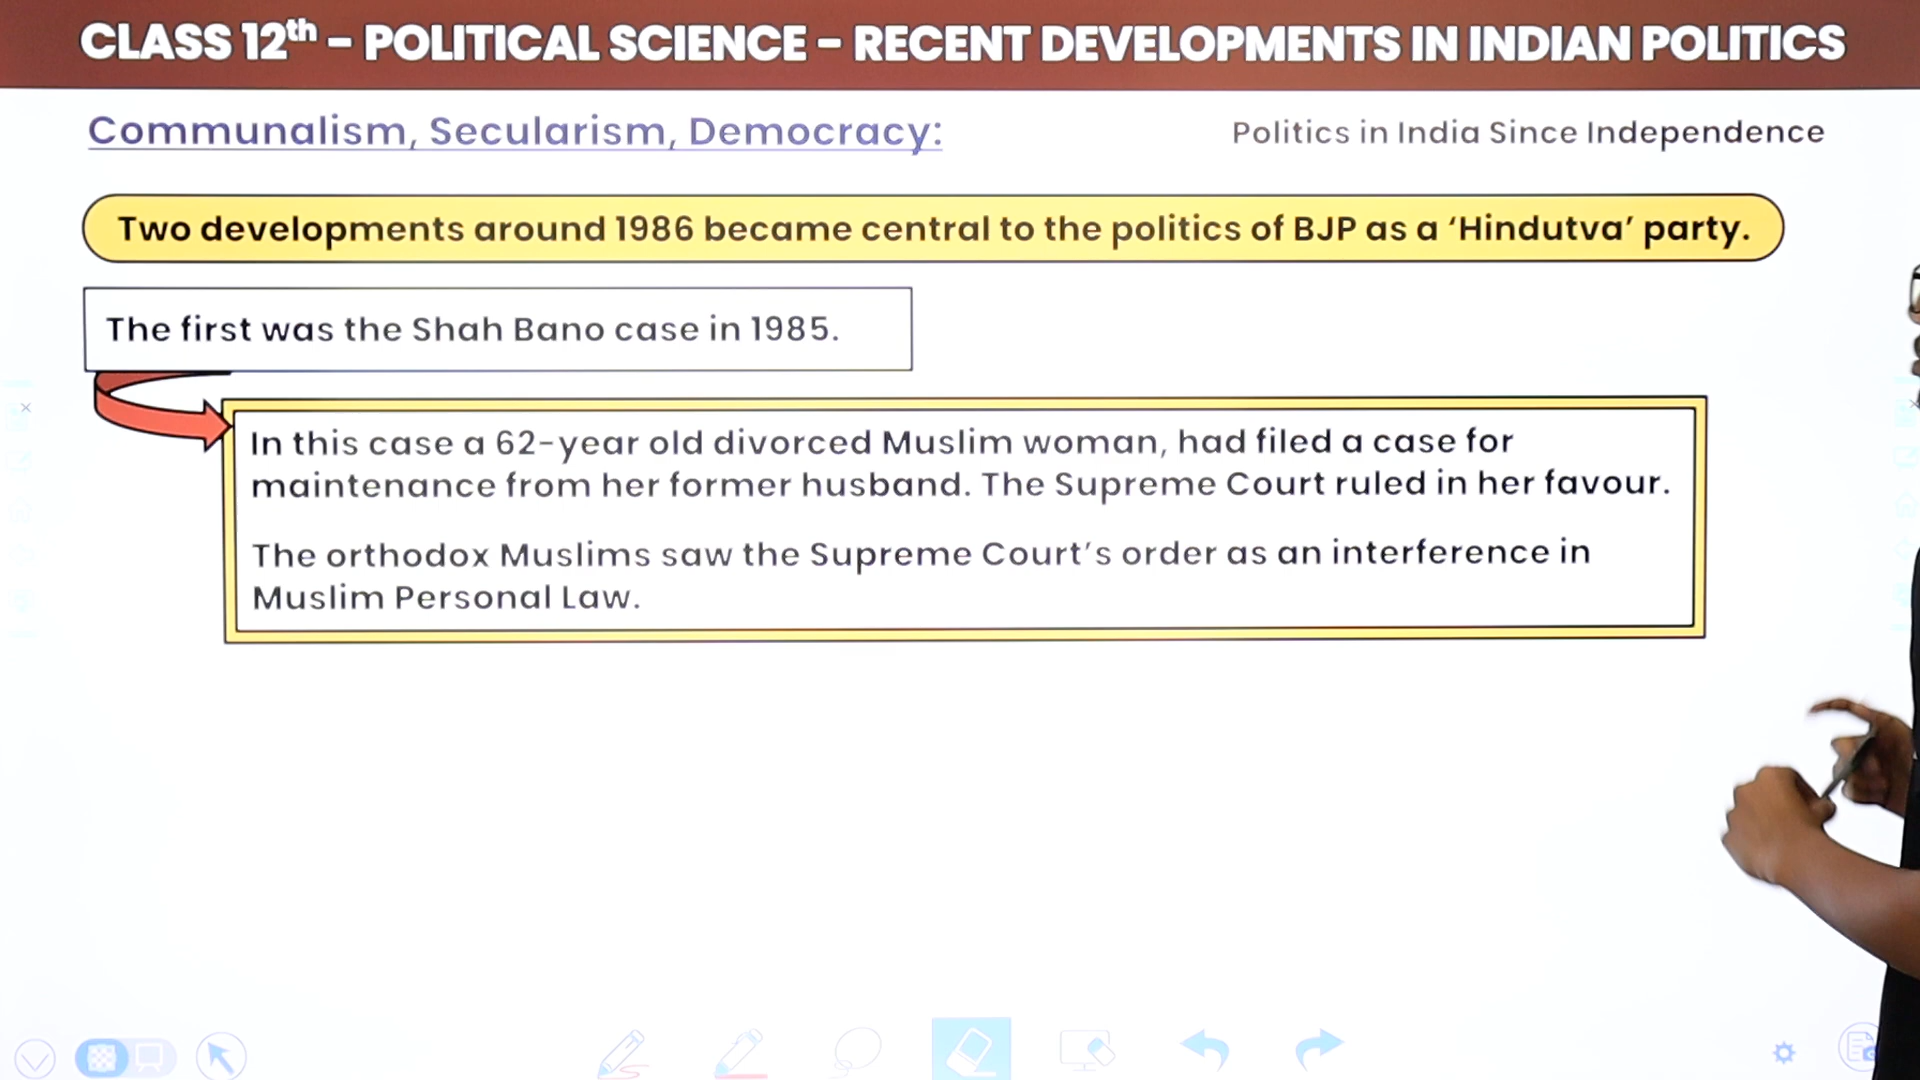 CLASS 12th – POLITICAL SCIENCE – RECENT DEVELOPMENTS IN INDIAN POLITICS
Communalism, Secularism, Democracy:
Politics in India Since Independence
Two developments around 1986 became central to the politics of BJP as a ‘Hindutva’ party.
The first was the Shah Bano case in 1985.
In this case a 62-year old divorced Muslim woman, had filed a case for
maintenance from her former husband. The Supreme Court ruled in her favour.
The orthodox Muslims saw the Supreme Court’s order as an interference in
Muslim Personal Law.